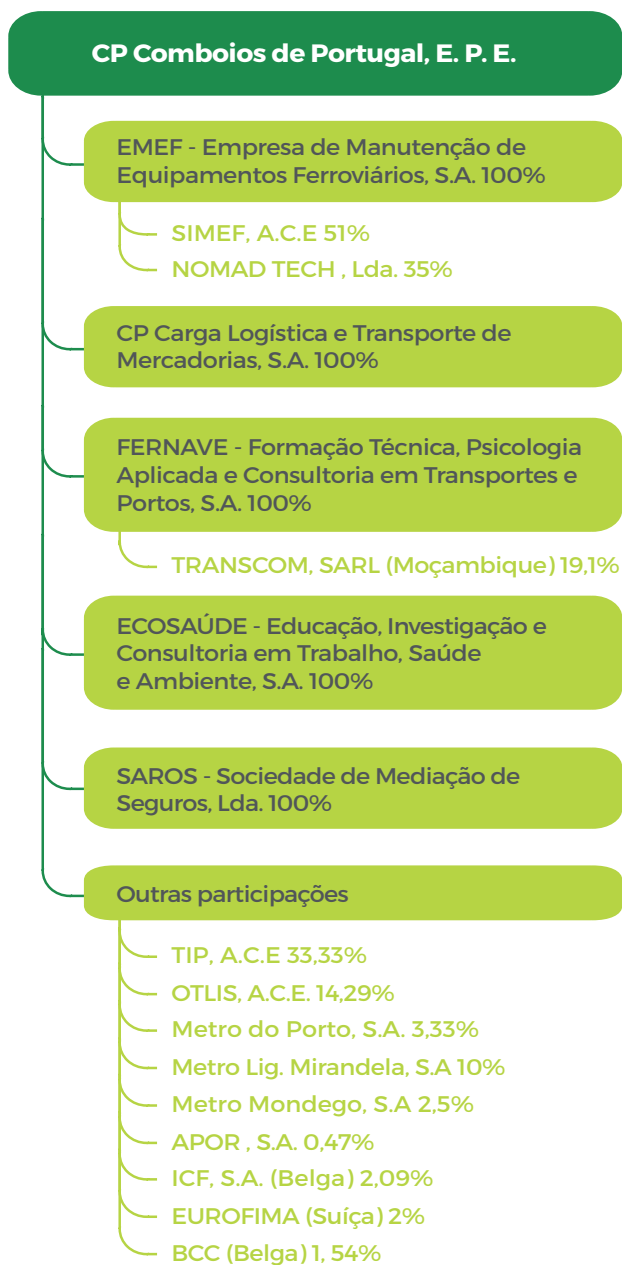 CP Comboios de Portugal, E. P. E.
EMEF - Empresa de Manutenção de
Equipamentos Ferroviários, S.A. 100%
SIMEF, A.C.E 51%
NOMAD TECH , Lda. 35%
CP Carga Logística e Transporte de
Mercadorias, S.A. 100%
FERNAVE - Formação Técnica, Psicologia
Aplicada e Consultoria em Transportes e
Portos, S.A. 100%
TRANSCOM, SARL (Moçambique) 19,1%
ECOSAÚDE - Educação, Investigação e
Consultoria em Trabalho, Saúde
e Ambiente, S.A. 100%
SAROS - Sociedade de Mediação de
Seguros, Lda. 100%
Outras participações
TIP, A.C.E 33,33%
OTLIS, A.C.E. 14,29%
Metro do Porto, S.A. 3,33%
Metro Lig. Mirandela, S.A 10%
Metro Mondego, S.A 2,5%
APOR , S.A. 0,47%
ICF, S.A. (Belga) 2,09%
EUROFIMA (Suíça) 2%
BCC (Belga) 1, 54%